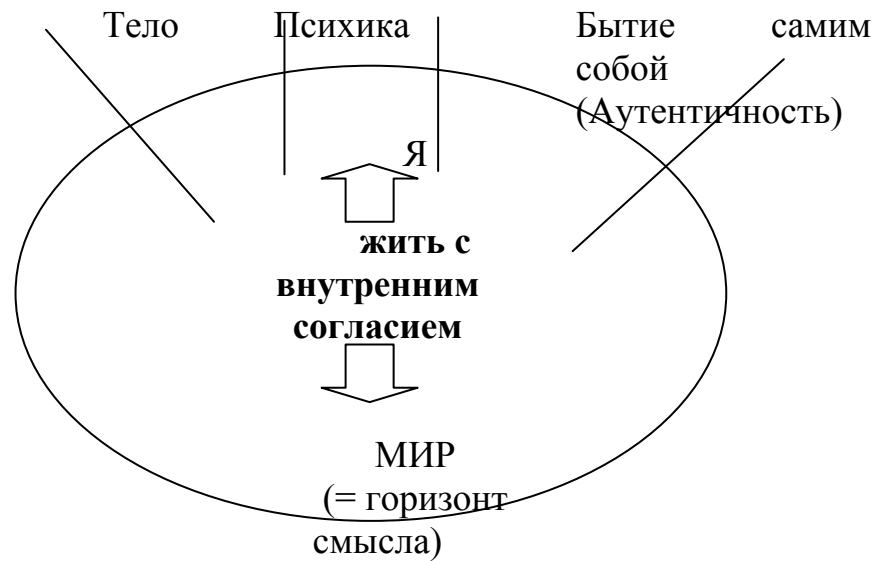 Тело Психика Бытие самим
собой
(Аутентичность)
Я
жить с
внутренним
согласием
МИР
(= горизонт
смысла)